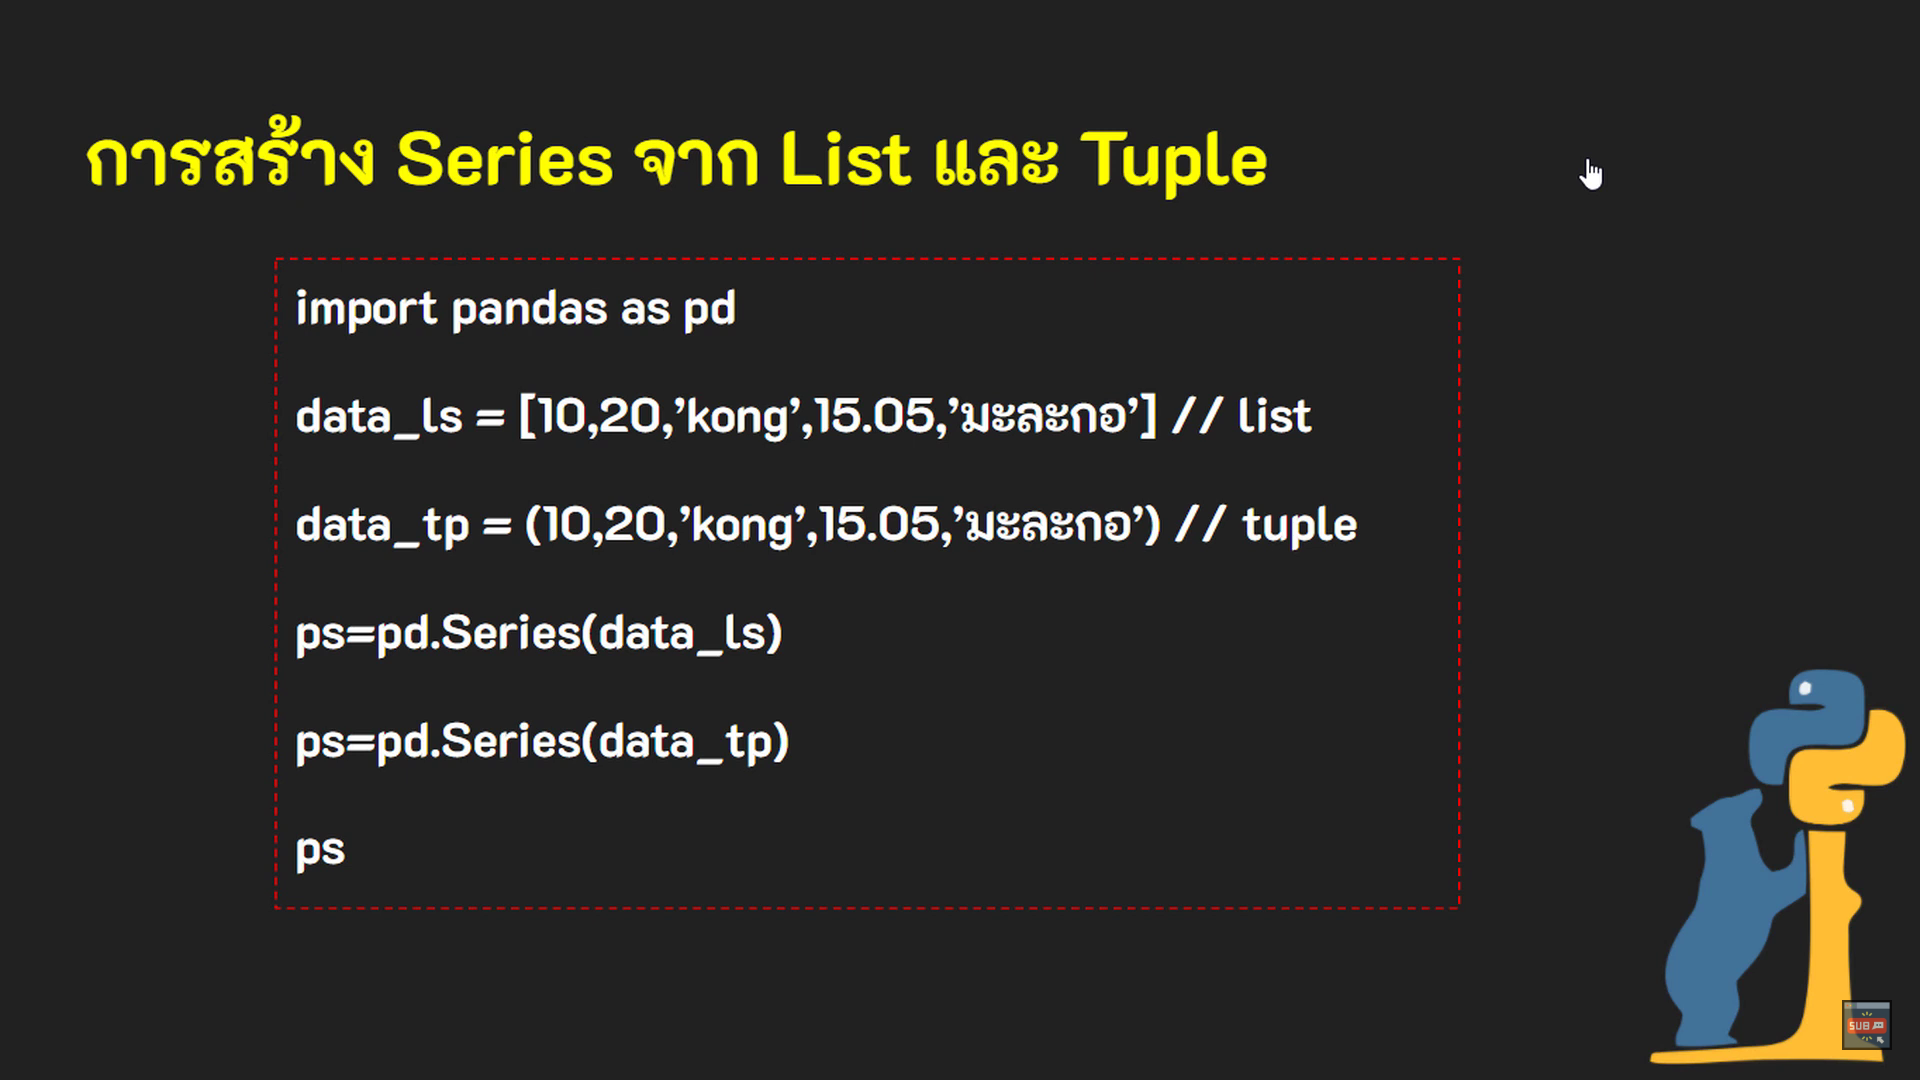 การสร้าง Series จาก List และ Tuple
import pandas as pd
data_ls = [10,20,’kong’,15.05,’มะละกอ’] // list
data_tp = (10,20,’kong’,15.05,’มะละกอ’) // tuple
ps=pd.Series(data_ls)
ps=pd.Series(data_tp)
ps
SUB